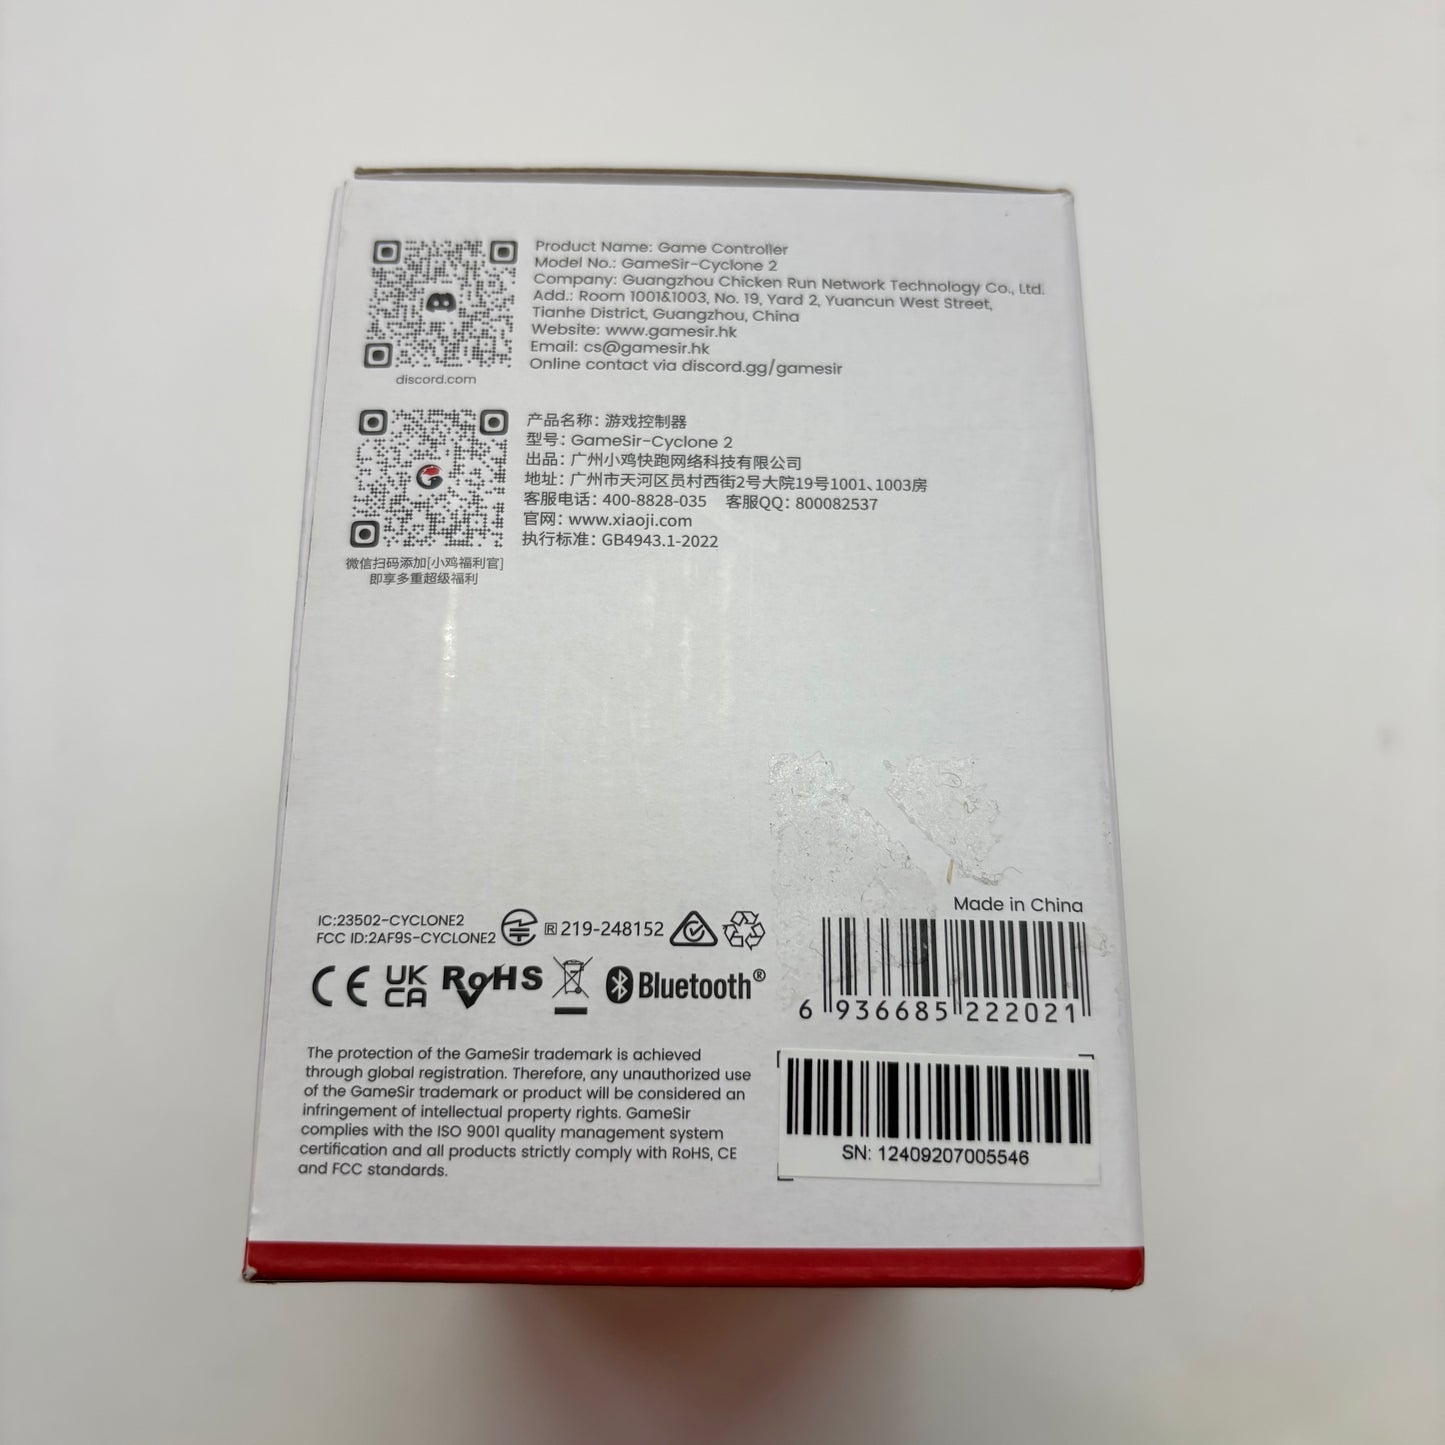 Product Name: Game Controller
Model No.: GameSir-Cyclone 2
Company: Guangzhou Chicken Run Network Technology Co., Ltd.
Add.: Room 1001&1003, No. 19, Yard 2, Yuancun West Street,
Tianhe District, Guangzhou, China
Website: www.gamesir.hk
Email: cs@gamesir.hk
Online contact via discord.gg/gamesir
discord.com
产品名称：游戏控制器
型号：GameSir-Cyclone 2
出品：广州小鸡快跑网络科技有限公司
地址：广州市天河区员村西街2号大院19号1001、1003房
客服电话：400-8828-035 客服QQ：800082537
官网：www.xiaoji.com
执行标准：GB4943.1-2022
微信扫码添加[小鸡福利官]
即享多重超级福利
IC:23502-CYCLONE2
FCC ID:2AF9S-CYCLONE2
R 219-248152
CE UK CA RoHS Bluetooth®
Made in China
6 936685 222021
The protection of the GameSir trademark is achieved
through global registration. Therefore, any unauthorized use
of the GameSir trademark or product will be considered an
infringement of intellectual property rights. GameSir
complies with the ISO 9001 quality management system
certification and all products strictly comply with RoHS, CE
and FCC standards.
SN: 12409207005546